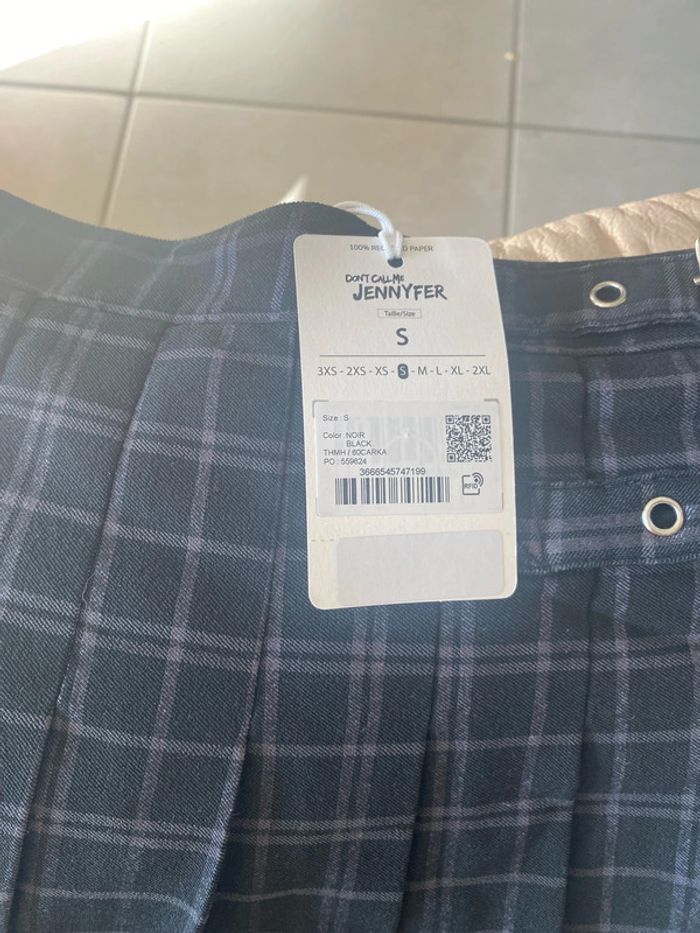 100% RECYCLED PAPER
DON'T CALL ME
JENNYFER
Taille/Size
S
3XS - 2XS - XS - S - M - L - XL - 2XL
Size : S
Color : NOIR
BLACK
THMH / 60CARKA
PO : 559624
3666545747199
RFID